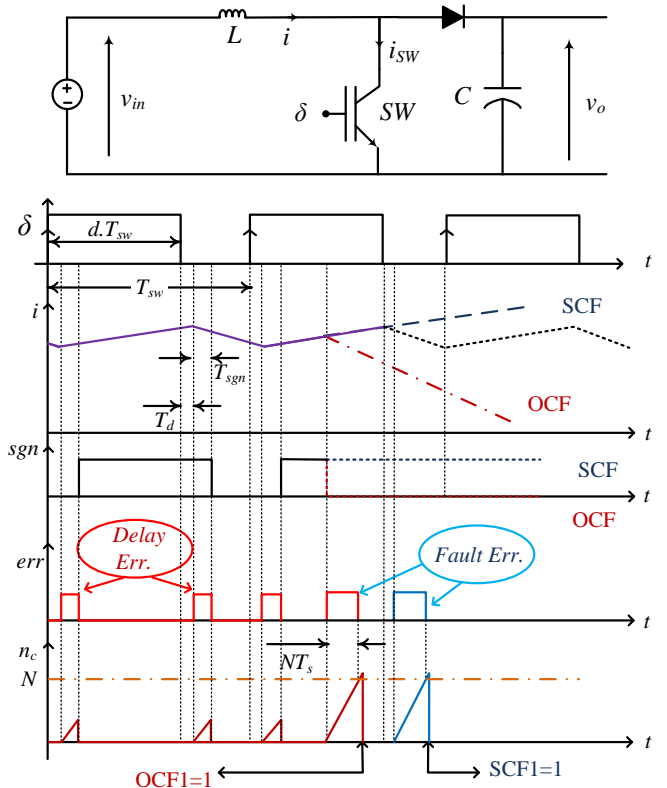 L
i
i_SW
v_in
δ
SW
C
v_o
δ
d.T_sw
t
T_sw
i
SCF
T_sgn
T_d
OCF
t
sgn
SCF
t
OCF
Delay
Err.
Fault Err.
err
t
n_c
N
NT_s
t
OCF1=1
SCF1=1